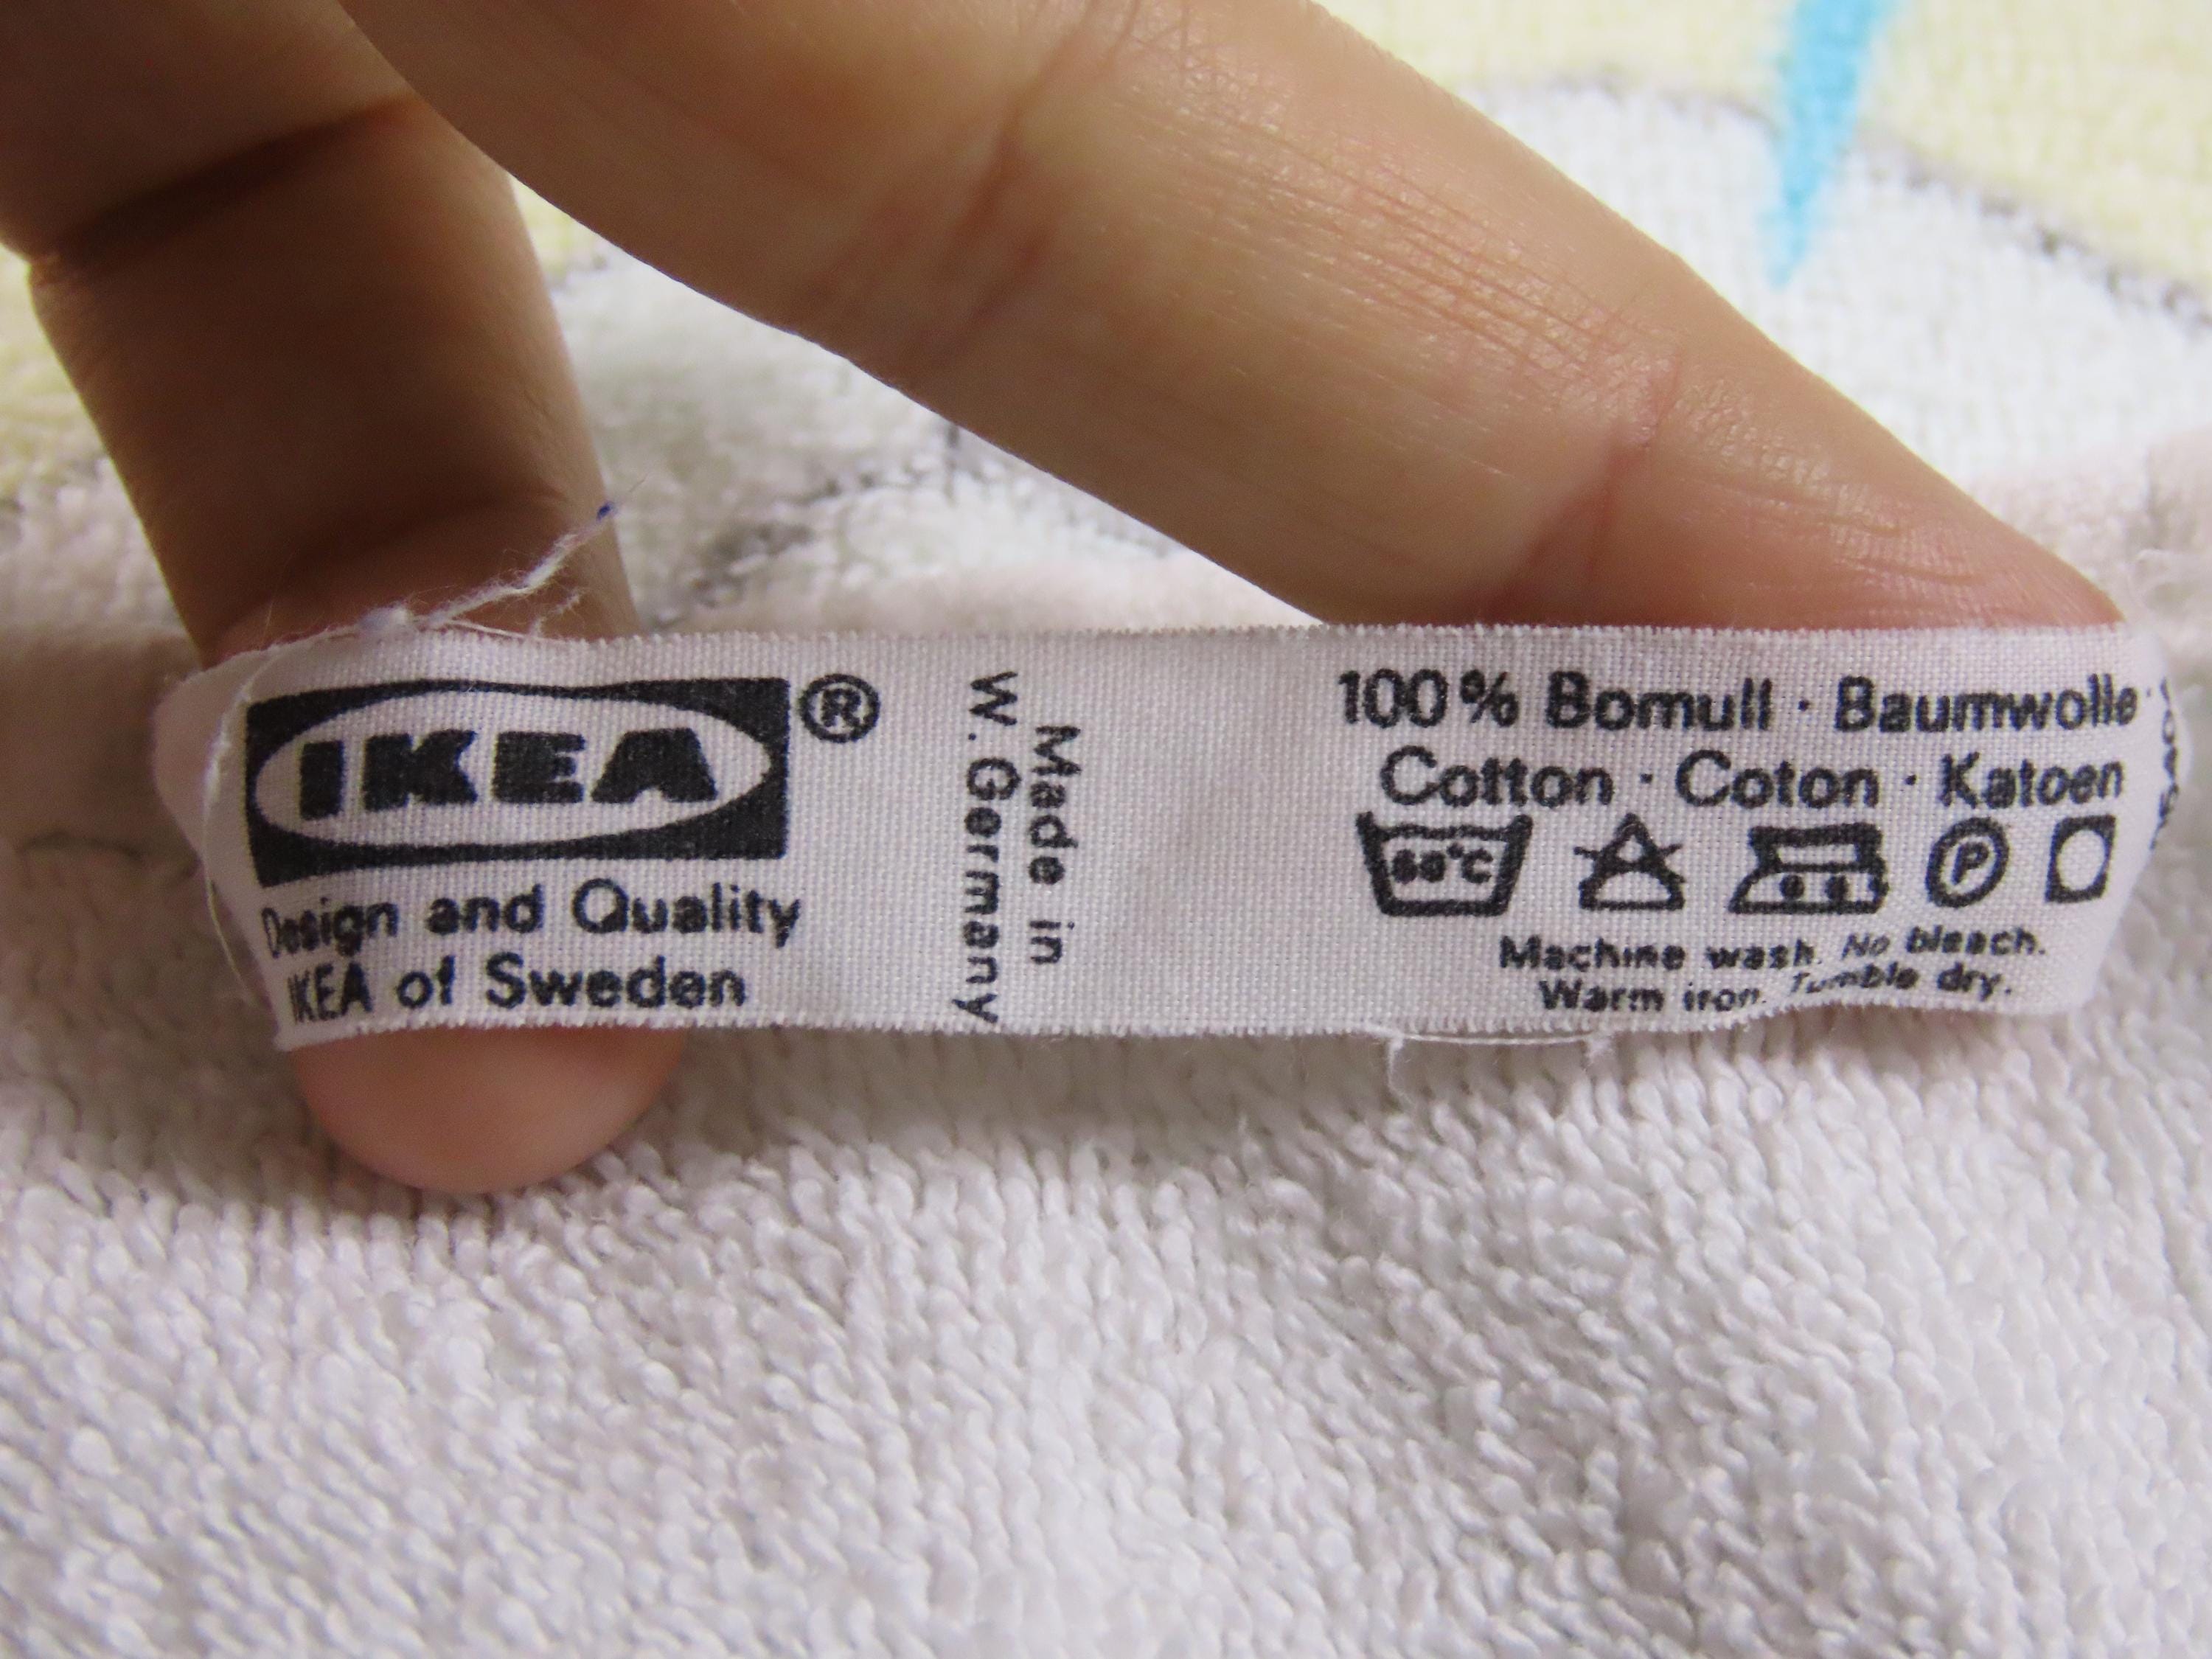 IKEA®
Design and Quality
IKEA of Sweden
Made in
W. Germany
100% Bomull · Baumwolle ·
Cotton · Coton · Katoen
60°C
P
Machine wash. No bleach.
Warm iron. Tumble dry.